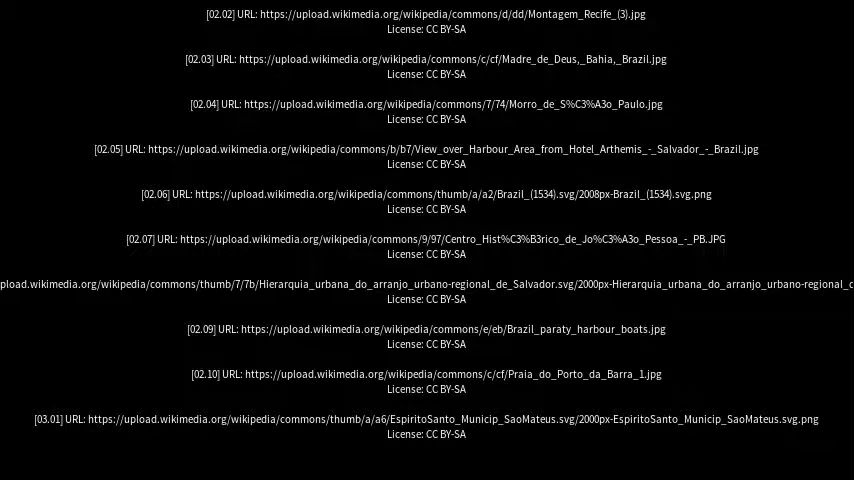 [02.02] URL: https://upload.wikimedia.org/wikipedia/commons/d/dd/Montagem_Recife_(3).jpg
License: CC BY-SA
[02.03] URL: https://upload.wikimedia.org/wikipedia/commons/c/cf/Madre_de_Deus,_Bahia,_Brazil.jpg
License: CC BY-SA
[02.04] URL: https://upload.wikimedia.org/wikipedia/commons/7/74/Morro_de_S%C3%A3o_Paulo.jpg
License: CC BY-SA
[02.05] URL: https://upload.wikimedia.org/wikipedia/commons/b/b7/View_over_Harbour_Area_from_Hotel_Arthemis_-_Salvador_-_Brazil.jpg
License: CC BY-SA
[02.06] URL: https://upload.wikimedia.org/wikipedia/commons/thumb/a/a2/Brazil_(1534).svg/2008px-Brazil_(1534).svg.png
License: CC BY-SA
[02.07] URL: https://upload.wikimedia.org/wikipedia/commons/9/97/Centro_Hist%C3%B3rico_de_Jo%C3%A3o_Pessoa_-_PB.JPG
License: CC BY-SA
pload.wikimedia.org/wikipedia/commons/thumb/7/7b/Hierarquia_urbana_do_arranjo_urbano-regional_de_Salvador.svg/2000px-Hierarquia_urbana_do_arranjo_urbano-regional_c
License: CC BY-SA
[02.09] URL: https://upload.wikimedia.org/wikipedia/commons/e/eb/Brazil_paraty_harbour_boats.jpg
License: CC BY-SA
[02.10] URL: https://upload.wikimedia.org/wikipedia/commons/c/cf/Praia_do_Porto_da_Barra_1.jpg
License: CC BY-SA
[03.01] URL: https://upload.wikimedia.org/wikipedia/commons/thumb/a/a6/EspiritoSanto_Municip_SaoMateus.svg/2000px-EspiritoSanto_Municip_SaoMateus.svg.png
License: CC BY-SA